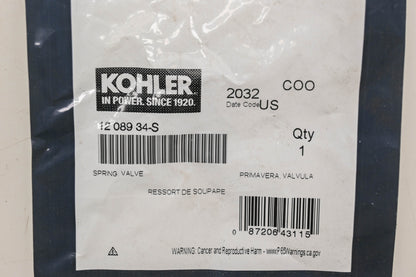 KOHLER
IN POWER. SINCE 1920.
2032 COO
Date Code US
12 089 34-S
Qty
1
SPRING VALVE
PRIMAVERA, VALVULA
RESSORT DE SOUPAPE
0 87206 43115
WARNING: Cancer and Reproductive Harm - www.P65Warnings.ca.gov